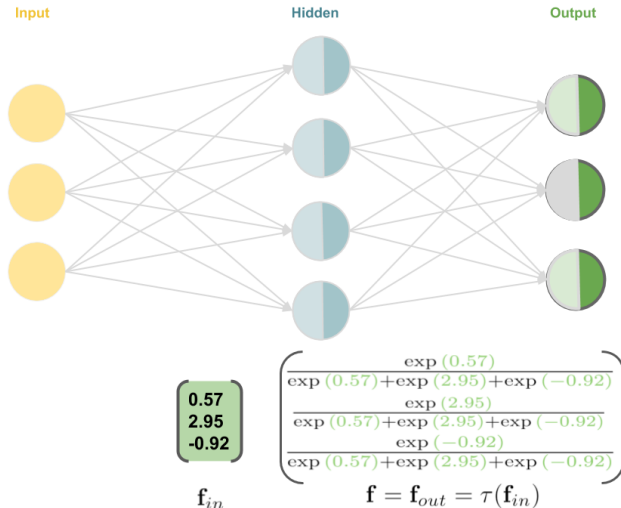 Input Hidden Output
0.57
2.95
-0.92
exp (0.57)
exp (0.57)+exp (2.95)+exp (−0.92)
exp (2.95)
exp (0.57)+exp (2.95)+exp (−0.92)
exp (−0.92)
exp (0.57)+exp (2.95)+exp (−0.92)
f_in
f = f_out = τ(f_in)